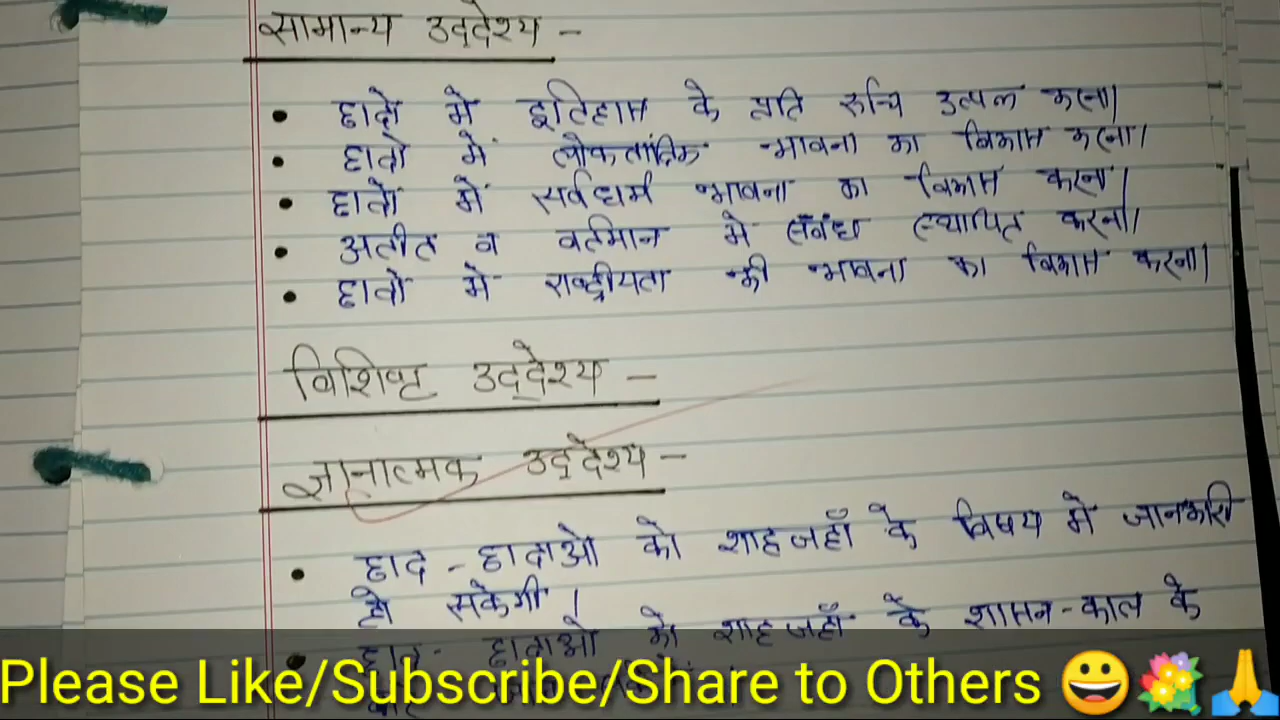 सामान्य उद्देश्य -
• छात्रो में इतिहास के प्रति रुचि उत्पन्न करना।
• छात्रों में लोकतांत्रिक भावना का विकास करना।
• छात्रों में सर्वधर्म भावना का विकास करना।
• अतीत व वर्तमान में संबंध स्थापित करना।
• छात्रों में राष्ट्रीयता की भावना का विकास करना।
विशिष्ट उद्देश्य -
ज्ञानात्मक उद्देश्य -
• छात्र - छात्राओ को शाहजहाँ के विषय में जानकारी
हो सकेगी।
• छात्र - छात्राओ को शाहजहाँ के शासन - काल के
Please Like/Subscribe/Share to Others 😀💐🙏